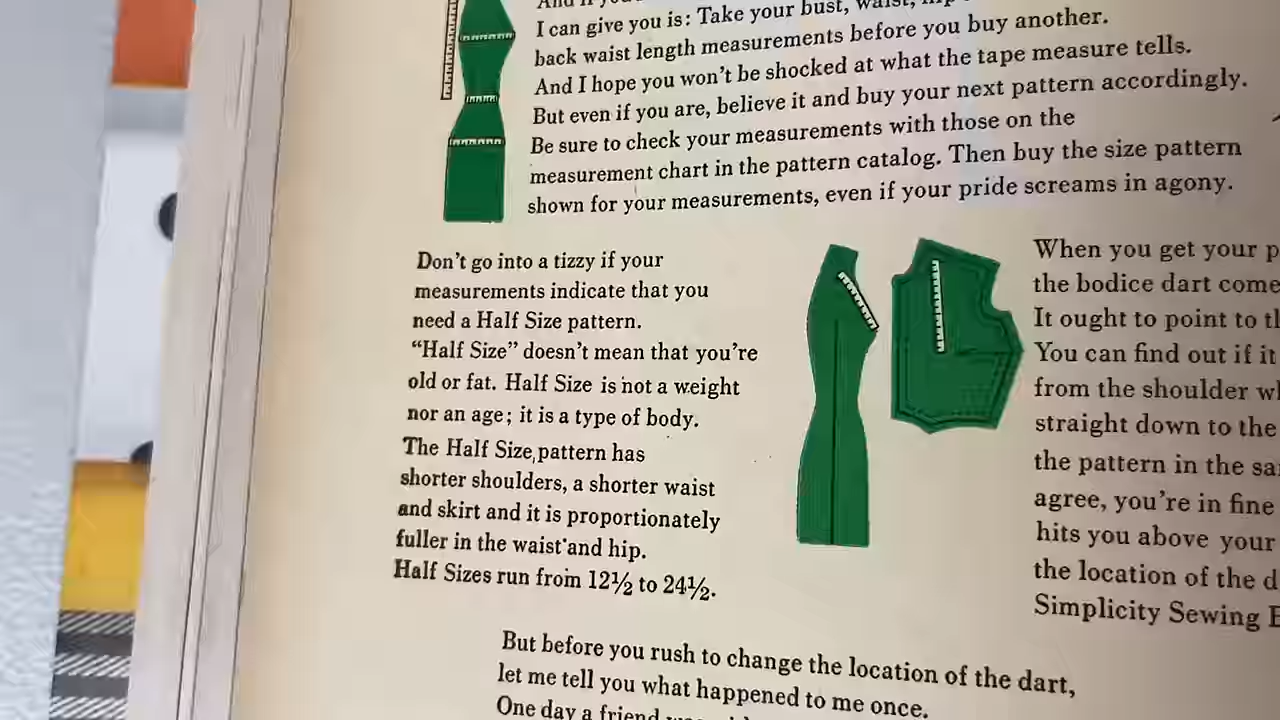 I can give you is: Take your bust, waist,
back waist length measurements before you buy another.
And I hope you won't be shocked at what the tape measure tells.
But even if you are, believe it and buy your next pattern accordingly.
Be sure to check your measurements with those on the
measurement chart in the pattern catalog. Then buy the size pattern
shown for your measurements, even if your pride screams in agony.
Don't go into a tizzy if your
measurements indicate that you
need a Half Size pattern.
“Half Size” doesn't mean that you're
old or fat. Half Size is not a weight
nor an age; it is a type of body.
The Half Size pattern has
shorter shoulders, a shorter waist
and skirt and it is proportionately
fuller in the waist and hip.
Half Sizes run from 12½ to 24½.
When you get your
the bodice dart
It ought to point to
You can find out if it
from the shoulder
straight down to the
the pattern in the
agree, you're in fine
hits you above your
the location of the
Simplicity Sewing
But before you rush to change the location of the dart,
let me tell you what happened to me once.
One day a friend